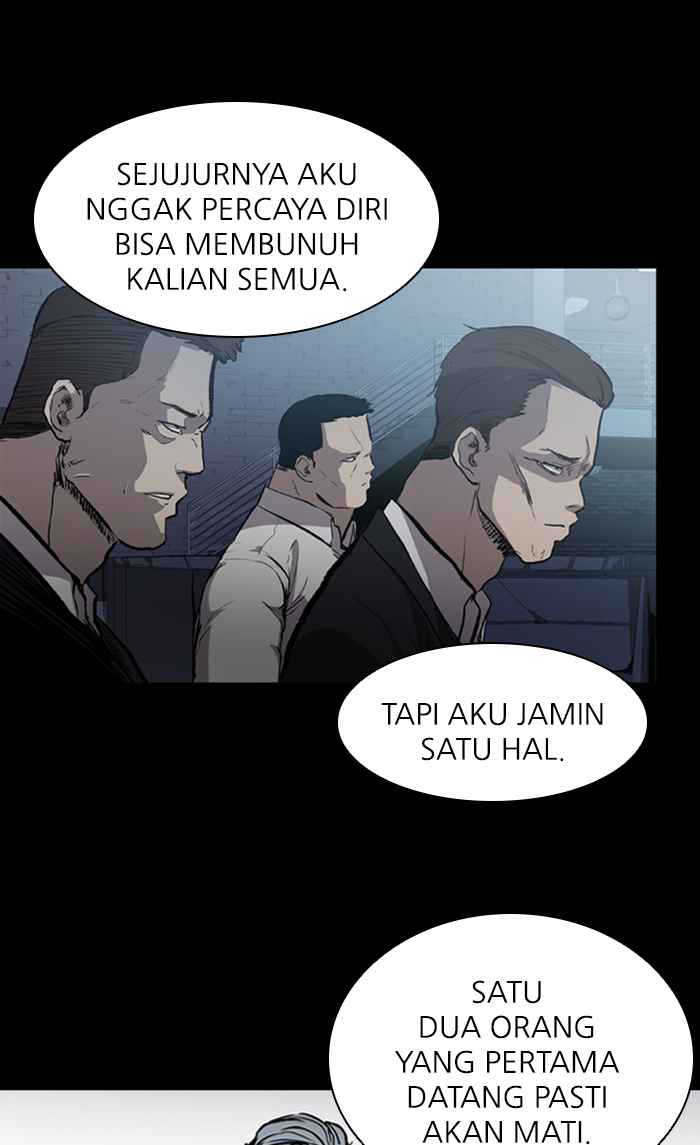 SEJUJURNYA AKU
NGGAK PERCAYA DIRI
BISA MEMBUNUH
KALIAN SEMUA.
TAPI AKU JAMIN
SATU HAL.
SATU
DUA ORANG
YANG PERTAMA
DATANG PASTI
AKAN MATI.